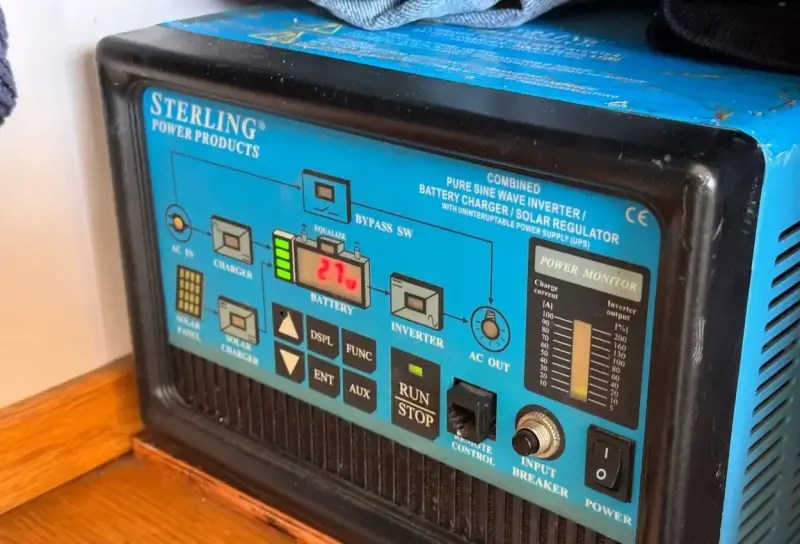 STERLING®
POWER PRODUCTS
COMBINED
PURE SINE WAVE INVERTER /
BATTERY CHARGER / SOLAR REGULATOR
WITH UNINTERUPTABLE POWER SUPPLY (UPS)
CE
BYPASS SW
AC IN
CHARGER
EQUALIZE
BATTERY
INVERTER
AC OUT
SOLAR
PANEL
SOLAR
CHARGER
DSPL
FUNC
ENT
AUX
RUN
STOP
REMOTE
CONTROL
INPUT
BREAKER
I
O
POWER
POWER MONITOR
Charge
current
[A]
Inverter
output
[%]
100 200
90 160
80 130
70 100
60 80
50 60
40 40
30 20
20 10
10 5